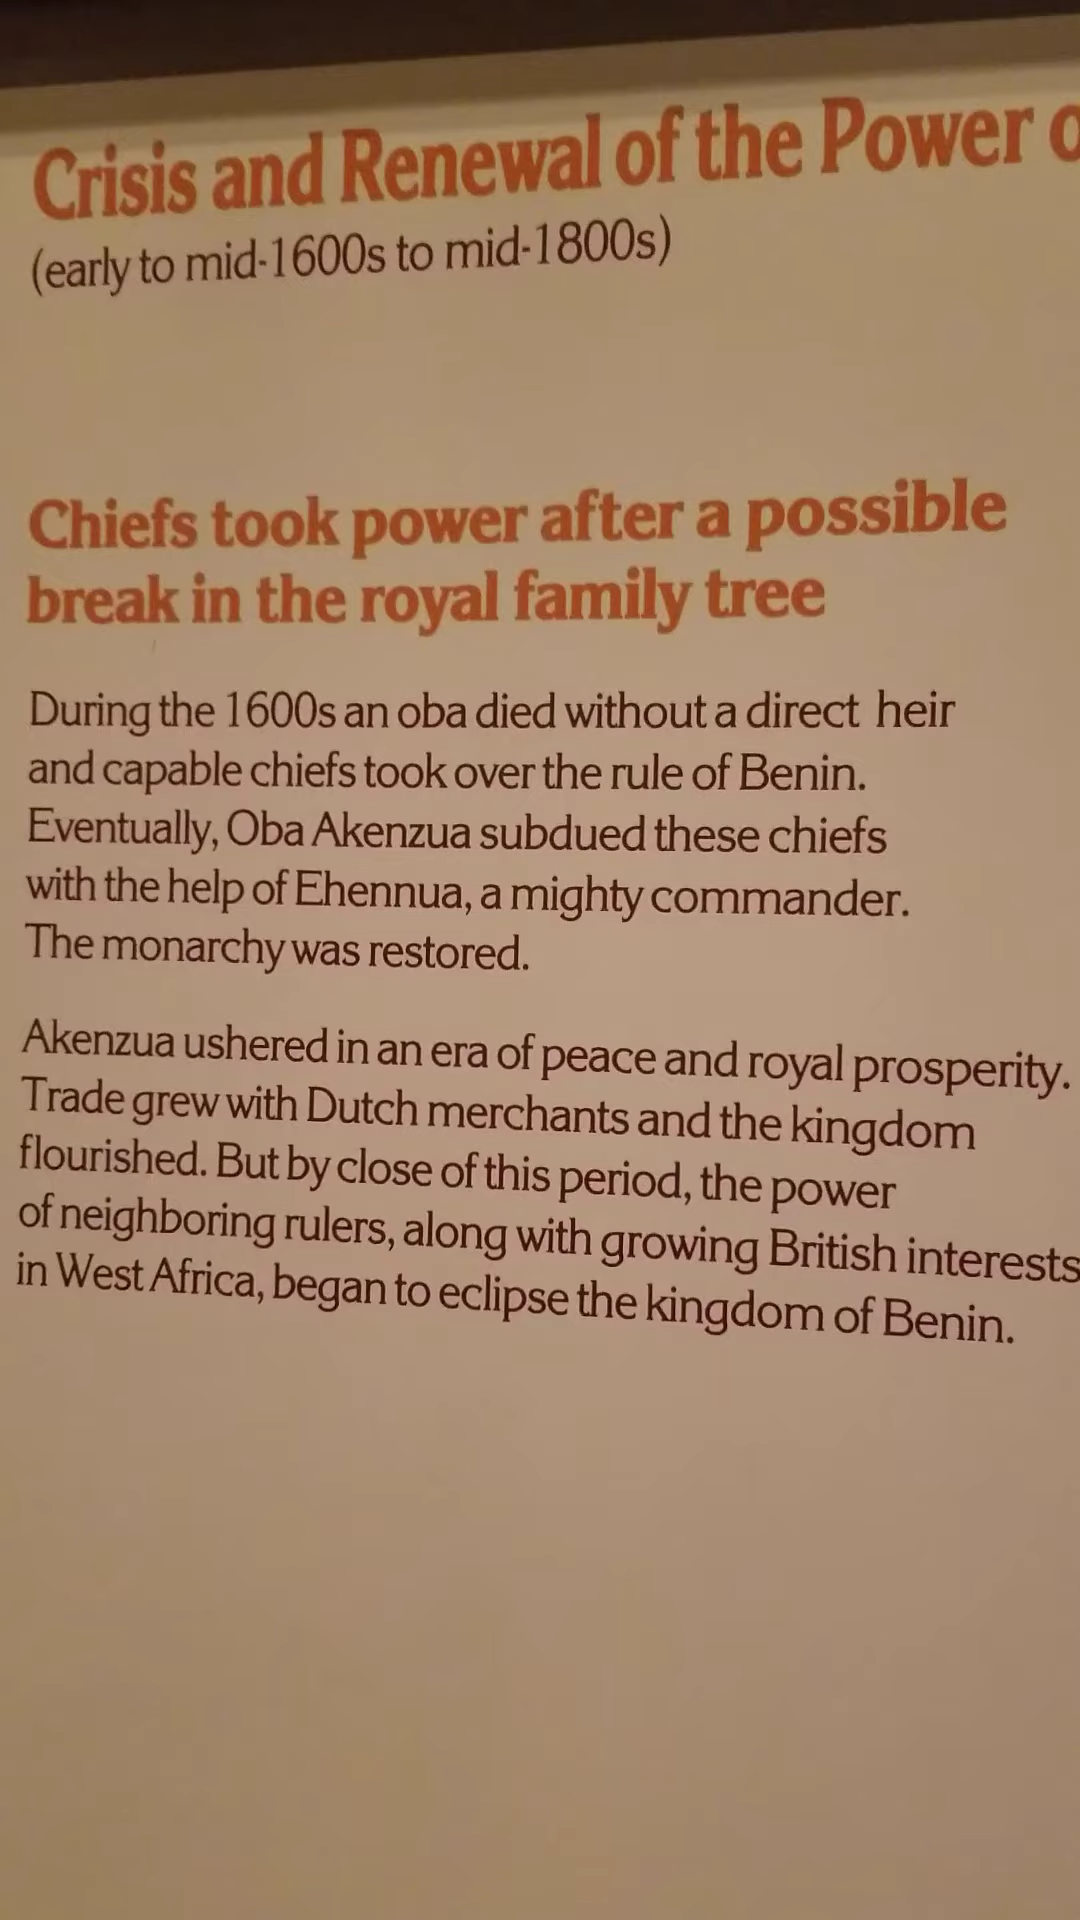 Crisis and Renewal of the Power
(early to mid-1600s to mid-1800s)
Chiefs took power after a possible
break in the royal family tree
During the 1600s an oba died without a direct heir
and capable chiefs took over the rule of Benin.
Eventually, Oba Akenzua subdued these chiefs
with the help of Ehennua, a mighty commander.
The monarchy was restored.
Akenzua ushered in an era of peace and royal prosperity.
Trade grew with Dutch merchants and the kingdom
flourished. But by close of this period, the power
of neighboring rulers, along with growing British interests
in West Africa, began to eclipse the kingdom of Benin.